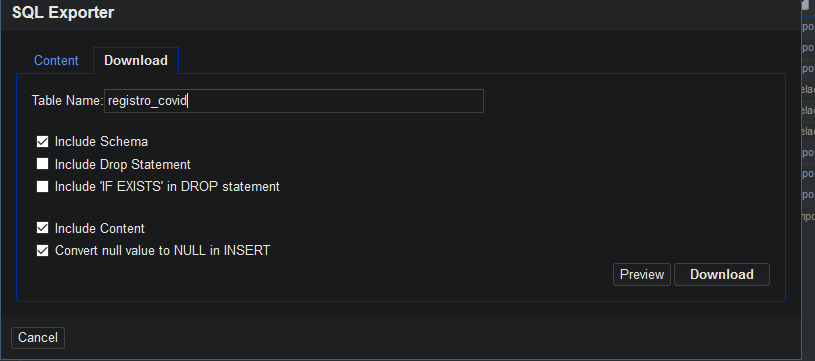 SQL Exporter
Content Download
Table Name: registro_covid
Include Schema
Include Drop Statement
Include 'IF EXISTS' in DROP statement
Include Content
Convert null value to NULL in INSERT
Preview Download
Cancel